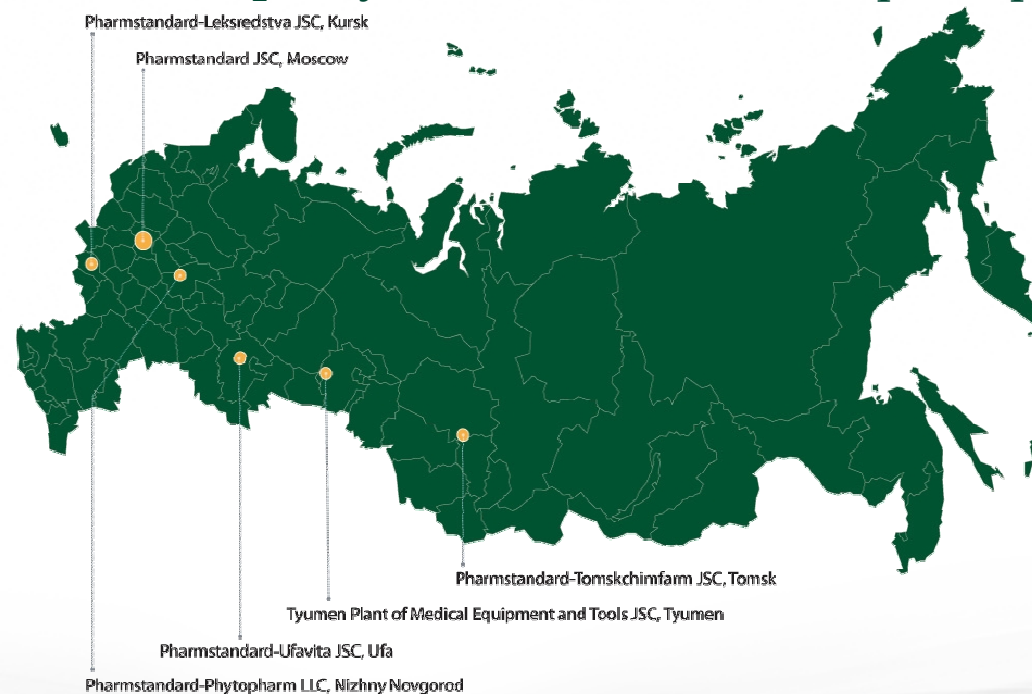 Pharmstandard-Leksredstva JSC, Kursk
Pharmstandard JSC, Moscow
Pharmstandard-Tomskchimfarm JSC, Tomsk
Tyumen Plant of Medical Equipment and Tools JSC, Tyumen
Pharmstandard-Ufavita JSC, Ufa
Pharmstandard-Phytopharm LLC, Nizhny Novgorod